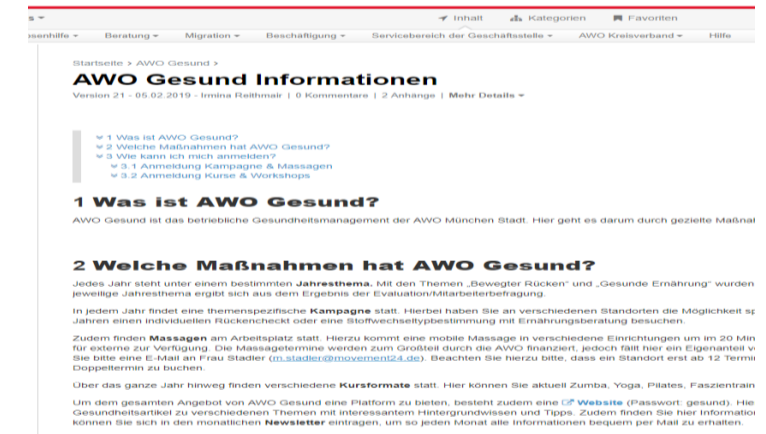 s
Inhalt Kategorien Favoriten
senhilfe Beratung Migration Beschäftigung Servicebereich der Geschäftsstelle AWO Kreisverband Hilfe
Startseite > AWO Gesund >
AWO Gesund Informationen
Version 21 - 05.02.2019 - Irmina Reithmair | 0 Kommentare | 2 Anhänge | Mehr Details
1 Was ist AWO Gesund?
2 Welche Maßnahmen hat AWO Gesund?
3 Wie kann ich mich anmelden?
3.1 Anmeldung Kampagne & Massagen
3.2 Anmeldung Kurse & Workshops
1 Was ist AWO Gesund?
AWO Gesund ist das betriebliche Gesundheitsmanagement der AWO München Stadt. Hier geht es darum durch gezielte Maßnal
2 Welche Maßnahmen hat AWO Gesund?
Jedes Jahr steht unter einem bestimmten Jahresthema. Mit den Themen „Bewegter Rücken" und „Gesunde Ernährung" wurden
jeweilige Jahresthema ergibt sich aus dem Ergebnis der Evaluation/Mitarbeiterbefragung.
In jedem Jahr findet eine themenspezifische Kampagne statt. Hierbei haben Sie an verschiedenen Standorten die Möglichkeit sp
Jahren einen individuellen Rückencheck oder eine Stoffwechseltypbestimmung mit Ernährungsberatung besuchen.
Zudem finden Massagen am Arbeitsplatz statt. Hierzu kommt eine mobile Massage in verschiedene Einrichtungen um im 20 Min
für externe zur Verfügung. Die Massagetermine werden zum Großteil durch die AWO finanziert, jedoch fällt hier ein Eigenanteil v
Sie bitte eine E-Mail an Frau Stadler (m.stadler@movement24.de). Beachten Sie hierzu bitte, dass ein Standort erst ab 12 Termi
Doppeltermin zu buchen.
Über das ganze Jahr hinweg finden verschiedene Kursformate statt. Hier können Sie aktuell Zumba, Yoga, Pilates, Faszientrain
Um dem gesamten Angebot von AWO Gesund eine Platform zu bieten, besteht zudem eine Website (Passwort: gesund). Hie
Gesundheitsartikel zu verschiedenen Themen mit interessantem Hintergrundwissen und Tipps. Zudem finden Sie hier Informatio
können Sie sich in den monatlichen Newsletter eintragen, um so jeden Monat alle Informationen bequem per Mail zu erhalten.